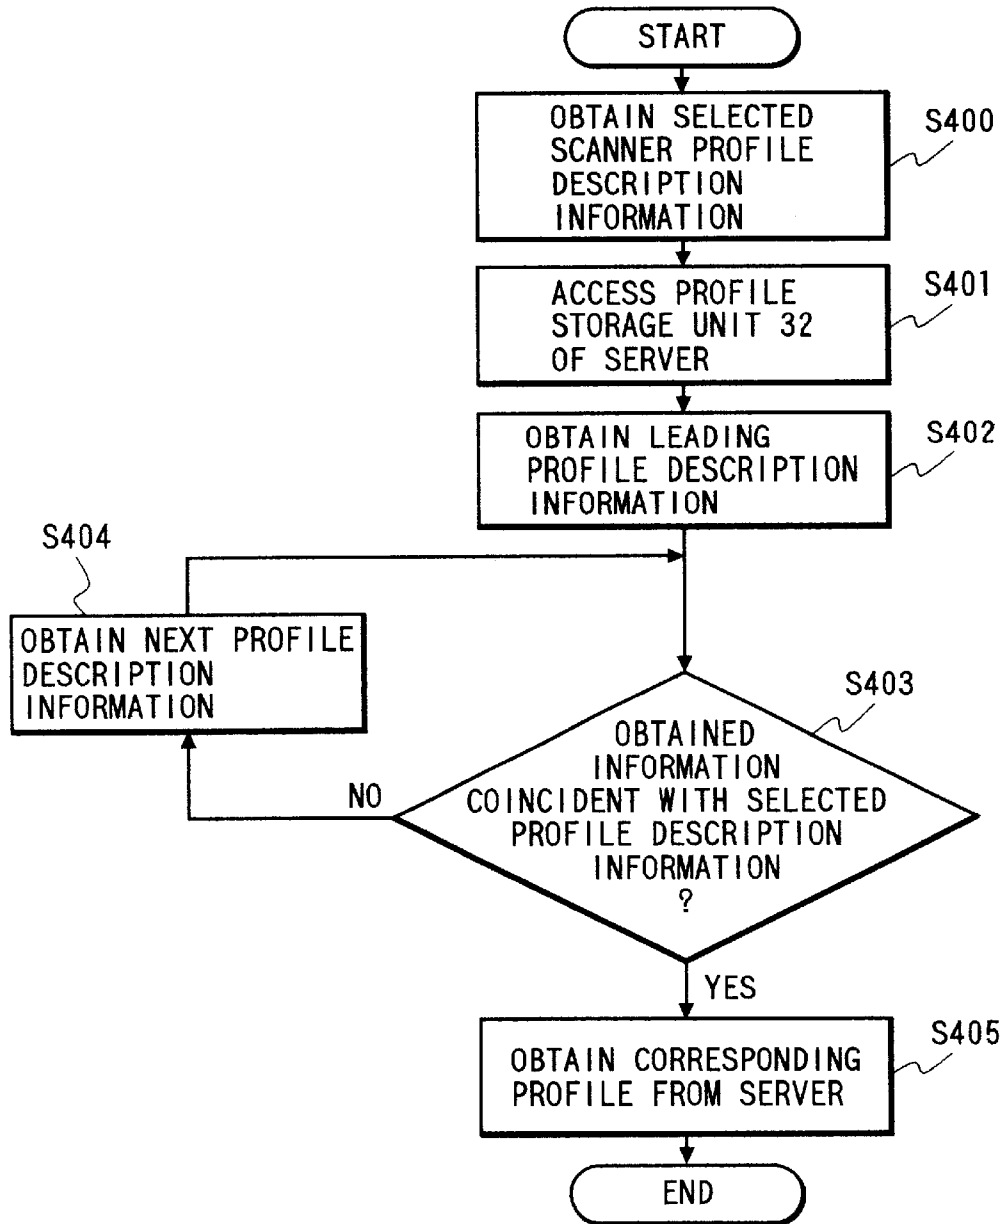 START
OBTAIN SELECTED
SCANNER PROFILE
DESCRIPTION
INFORMATION
S400
ACCESS PROFILE
STORAGE UNIT 32
OF SERVER
S401
OBTAIN LEADING
PROFILE DESCRIPTION
INFORMATION
S402
S404
OBTAIN NEXT PROFILE
DESCRIPTION
INFORMATION
S403
OBTAINED
INFORMATION
COINCIDENT WITH SELECTED
PROFILE DESCRIPTION
INFORMATION
?
NO
YES
OBTAIN CORRESPONDING
PROFILE FROM SERVER
S405
END